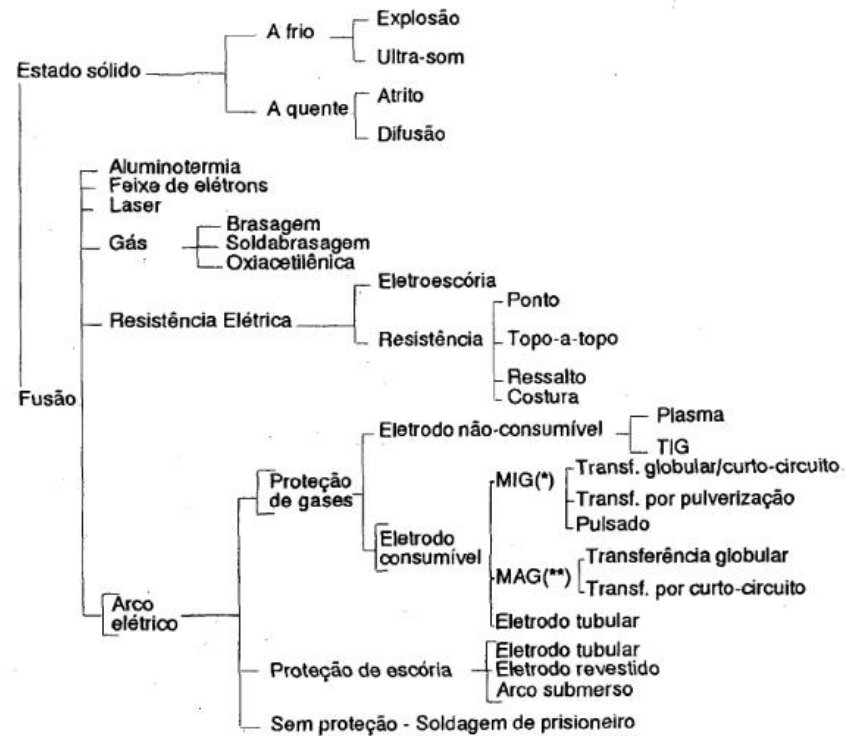 Explosão
A frio
Ultra-som
Estado sólido
Atrito
A quente
Difusão
Aluminotermia
Feixe de elétrons
Laser
Brasagem
Gás
Soldabrasagem
Oxiacetilênica
Eletroescória
Ponto
Resistência Elétrica
Resistência
Topo-a-topo
Ressalto
Costura
Fusão
Plasma
Eletrodo não-consumível
TIG
Transf. globular/curto-circuito
MIG(*)
Proteção
de gases
Transf. por pulverização
Pulsado
Eletrodo
consumível
Transferência globular
MAG(**)
Transf. por curto-circuito
Arco
elétrico
Eletrodo tubular
Eletrodo tubular
Proteção de escória
Eletrodo revestido
Arco submerso
Sem proteção - Soldagem de prisioneiro